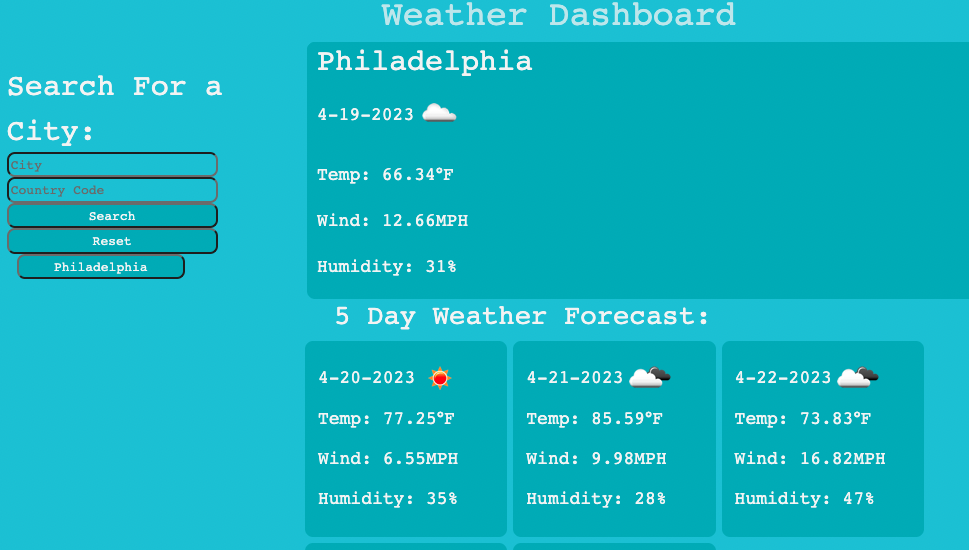 Weather Dashboard
Search For a
City:
City
Country Code
Search
Reset
Philadelphia
Philadelphia
4-19-2023
Temp: 66.34°F
Wind: 12.66MPH
Humidity: 31%
5 Day Weather Forecast:
4-20-2023
Temp: 77.25°F
Wind: 6.55MPH
Humidity: 35%
4-21-2023
Temp: 85.59°F
Wind: 9.98MPH
Humidity: 28%
4-22-2023
Temp: 73.83°F
Wind: 16.82MPH
Humidity: 47%